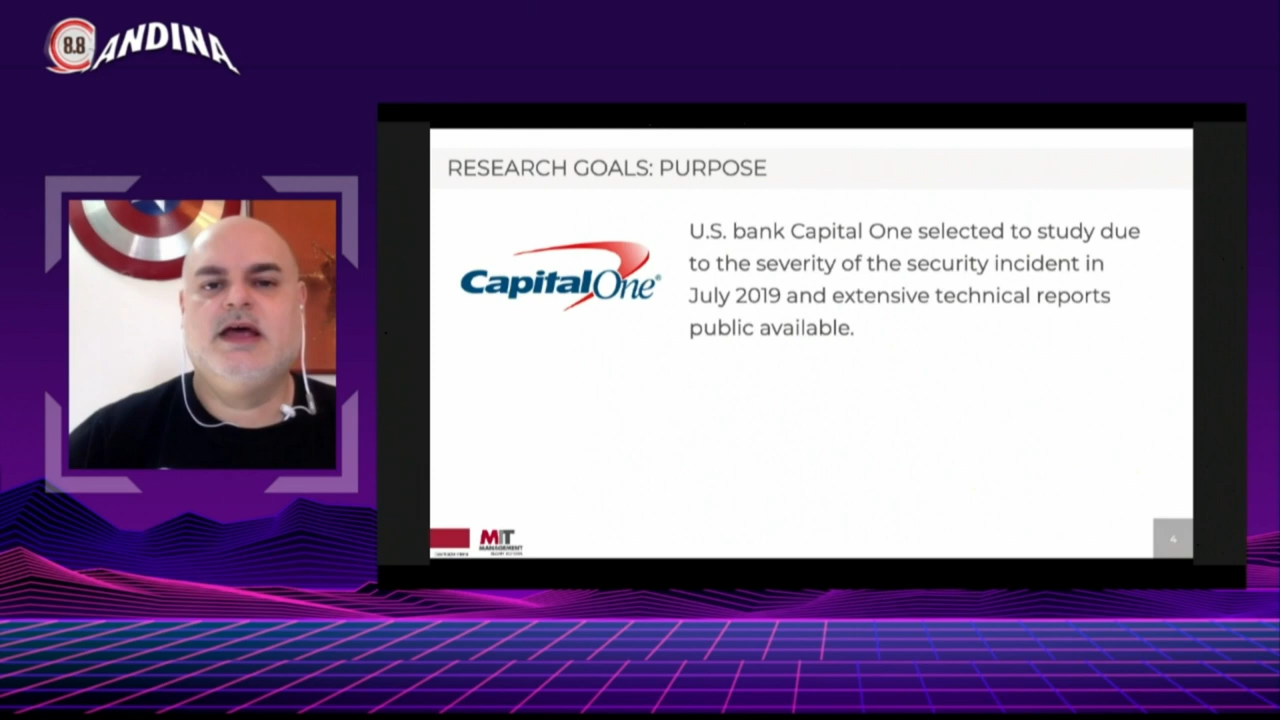 8.8
ANDINA
RESEARCH GOALS: PURPOSE
CapitalOne®
U.S. bank Capital One selected to study due
to the severity of the security incident in
July 2019 and extensive technical reports
public available.
MIT
MANAGEMENT
4